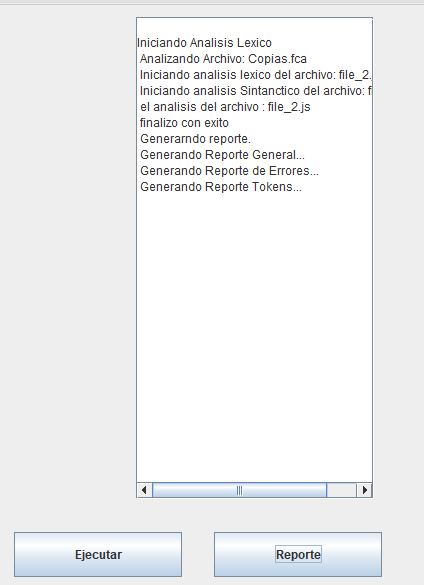 Iniciando Analisis Lexico
Analizando Archivo: Copias.fca
Iniciando analisis lexico del archivo: file_2.
Iniciando analisis Sintanctico del archivo: f
el analisis del archivo : file_2.js
finalizo con exito
Generarndo reporte.
Generando Reporte General...
Generando Reporte de Errores...
Generando Reporte Tokens...
Ejecutar
Reporte